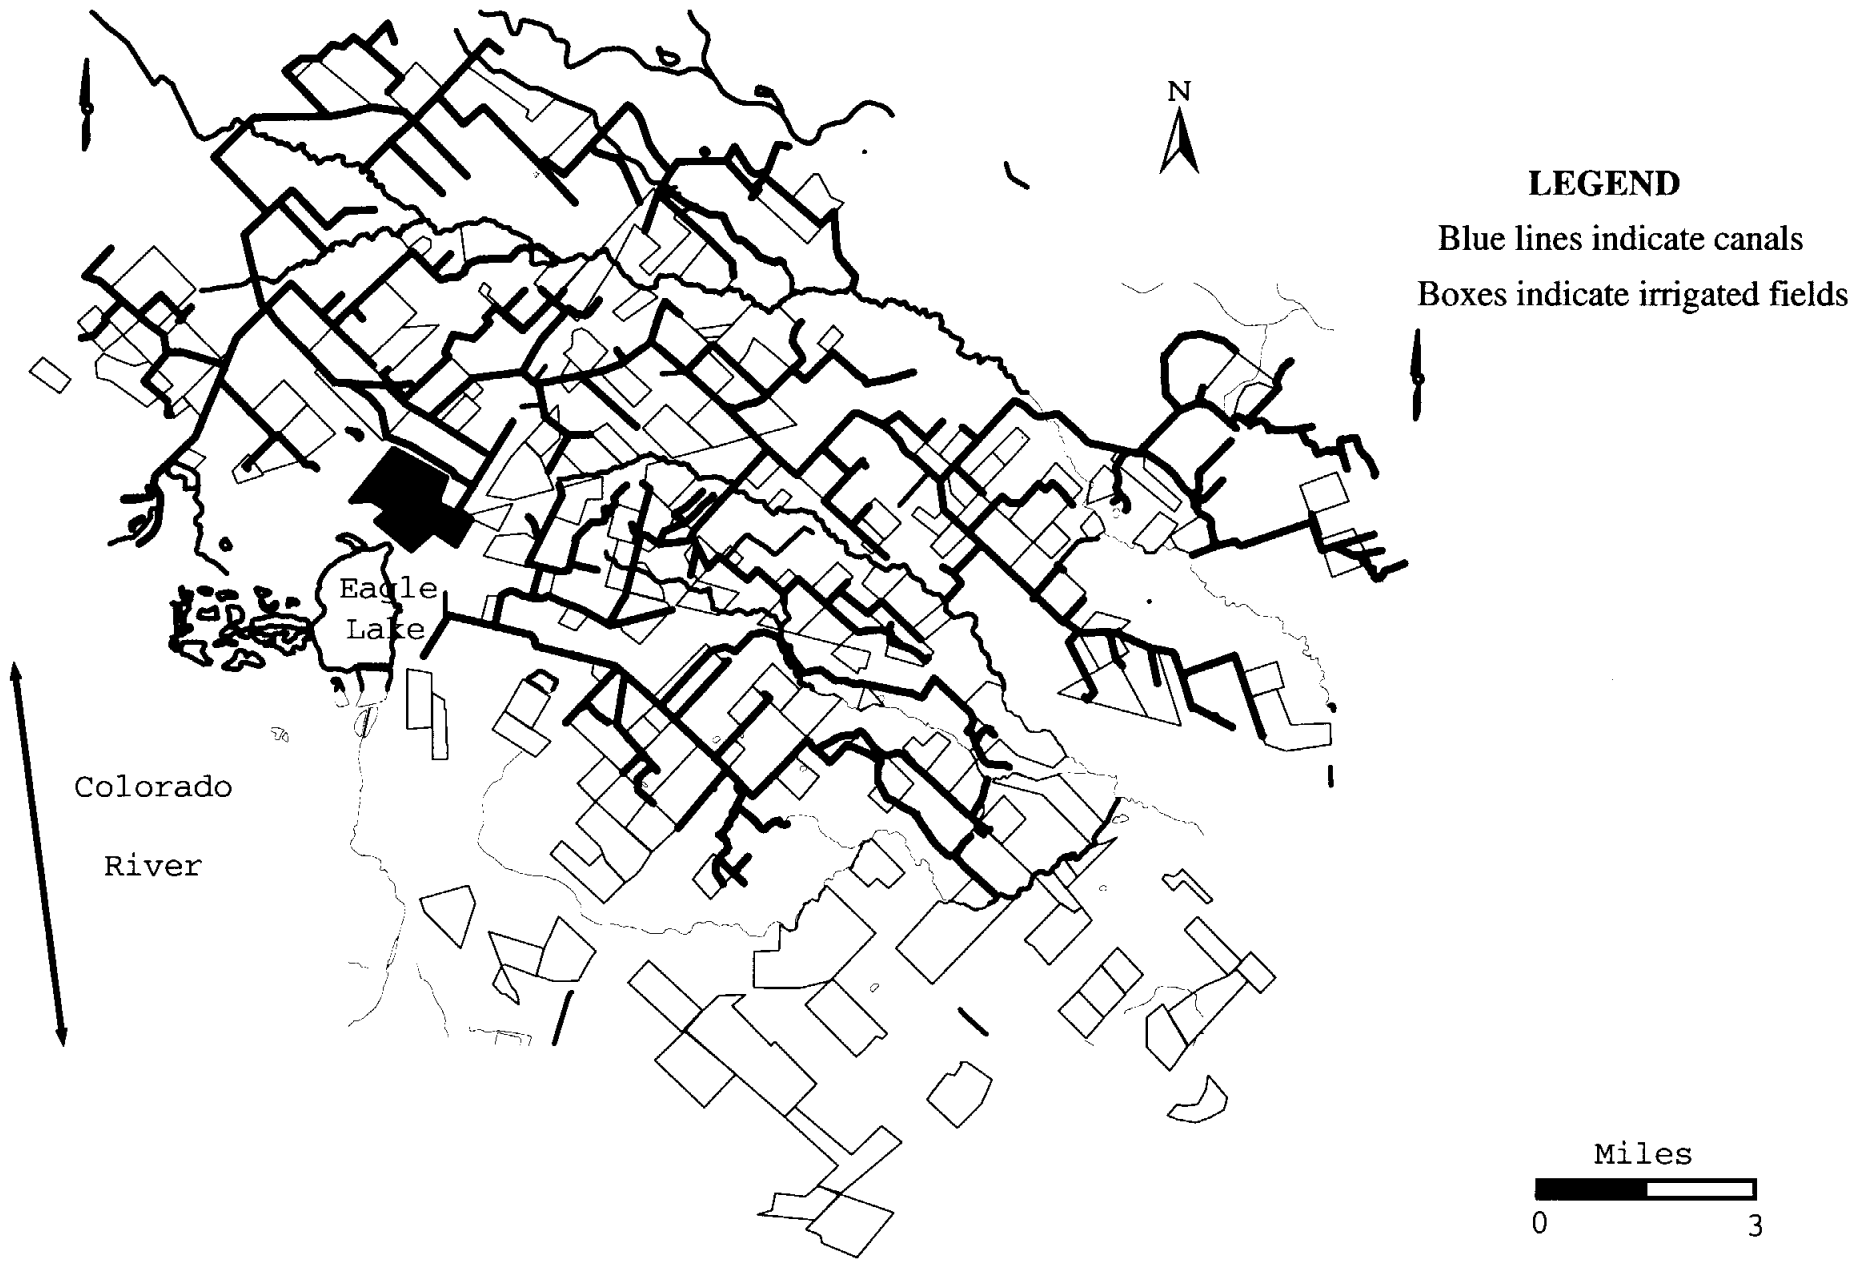 N
LEGEND
Blue lines indicate canals
Boxes indicate irrigated fields
Eagle
Lake
Colorado
River
Miles
0 3